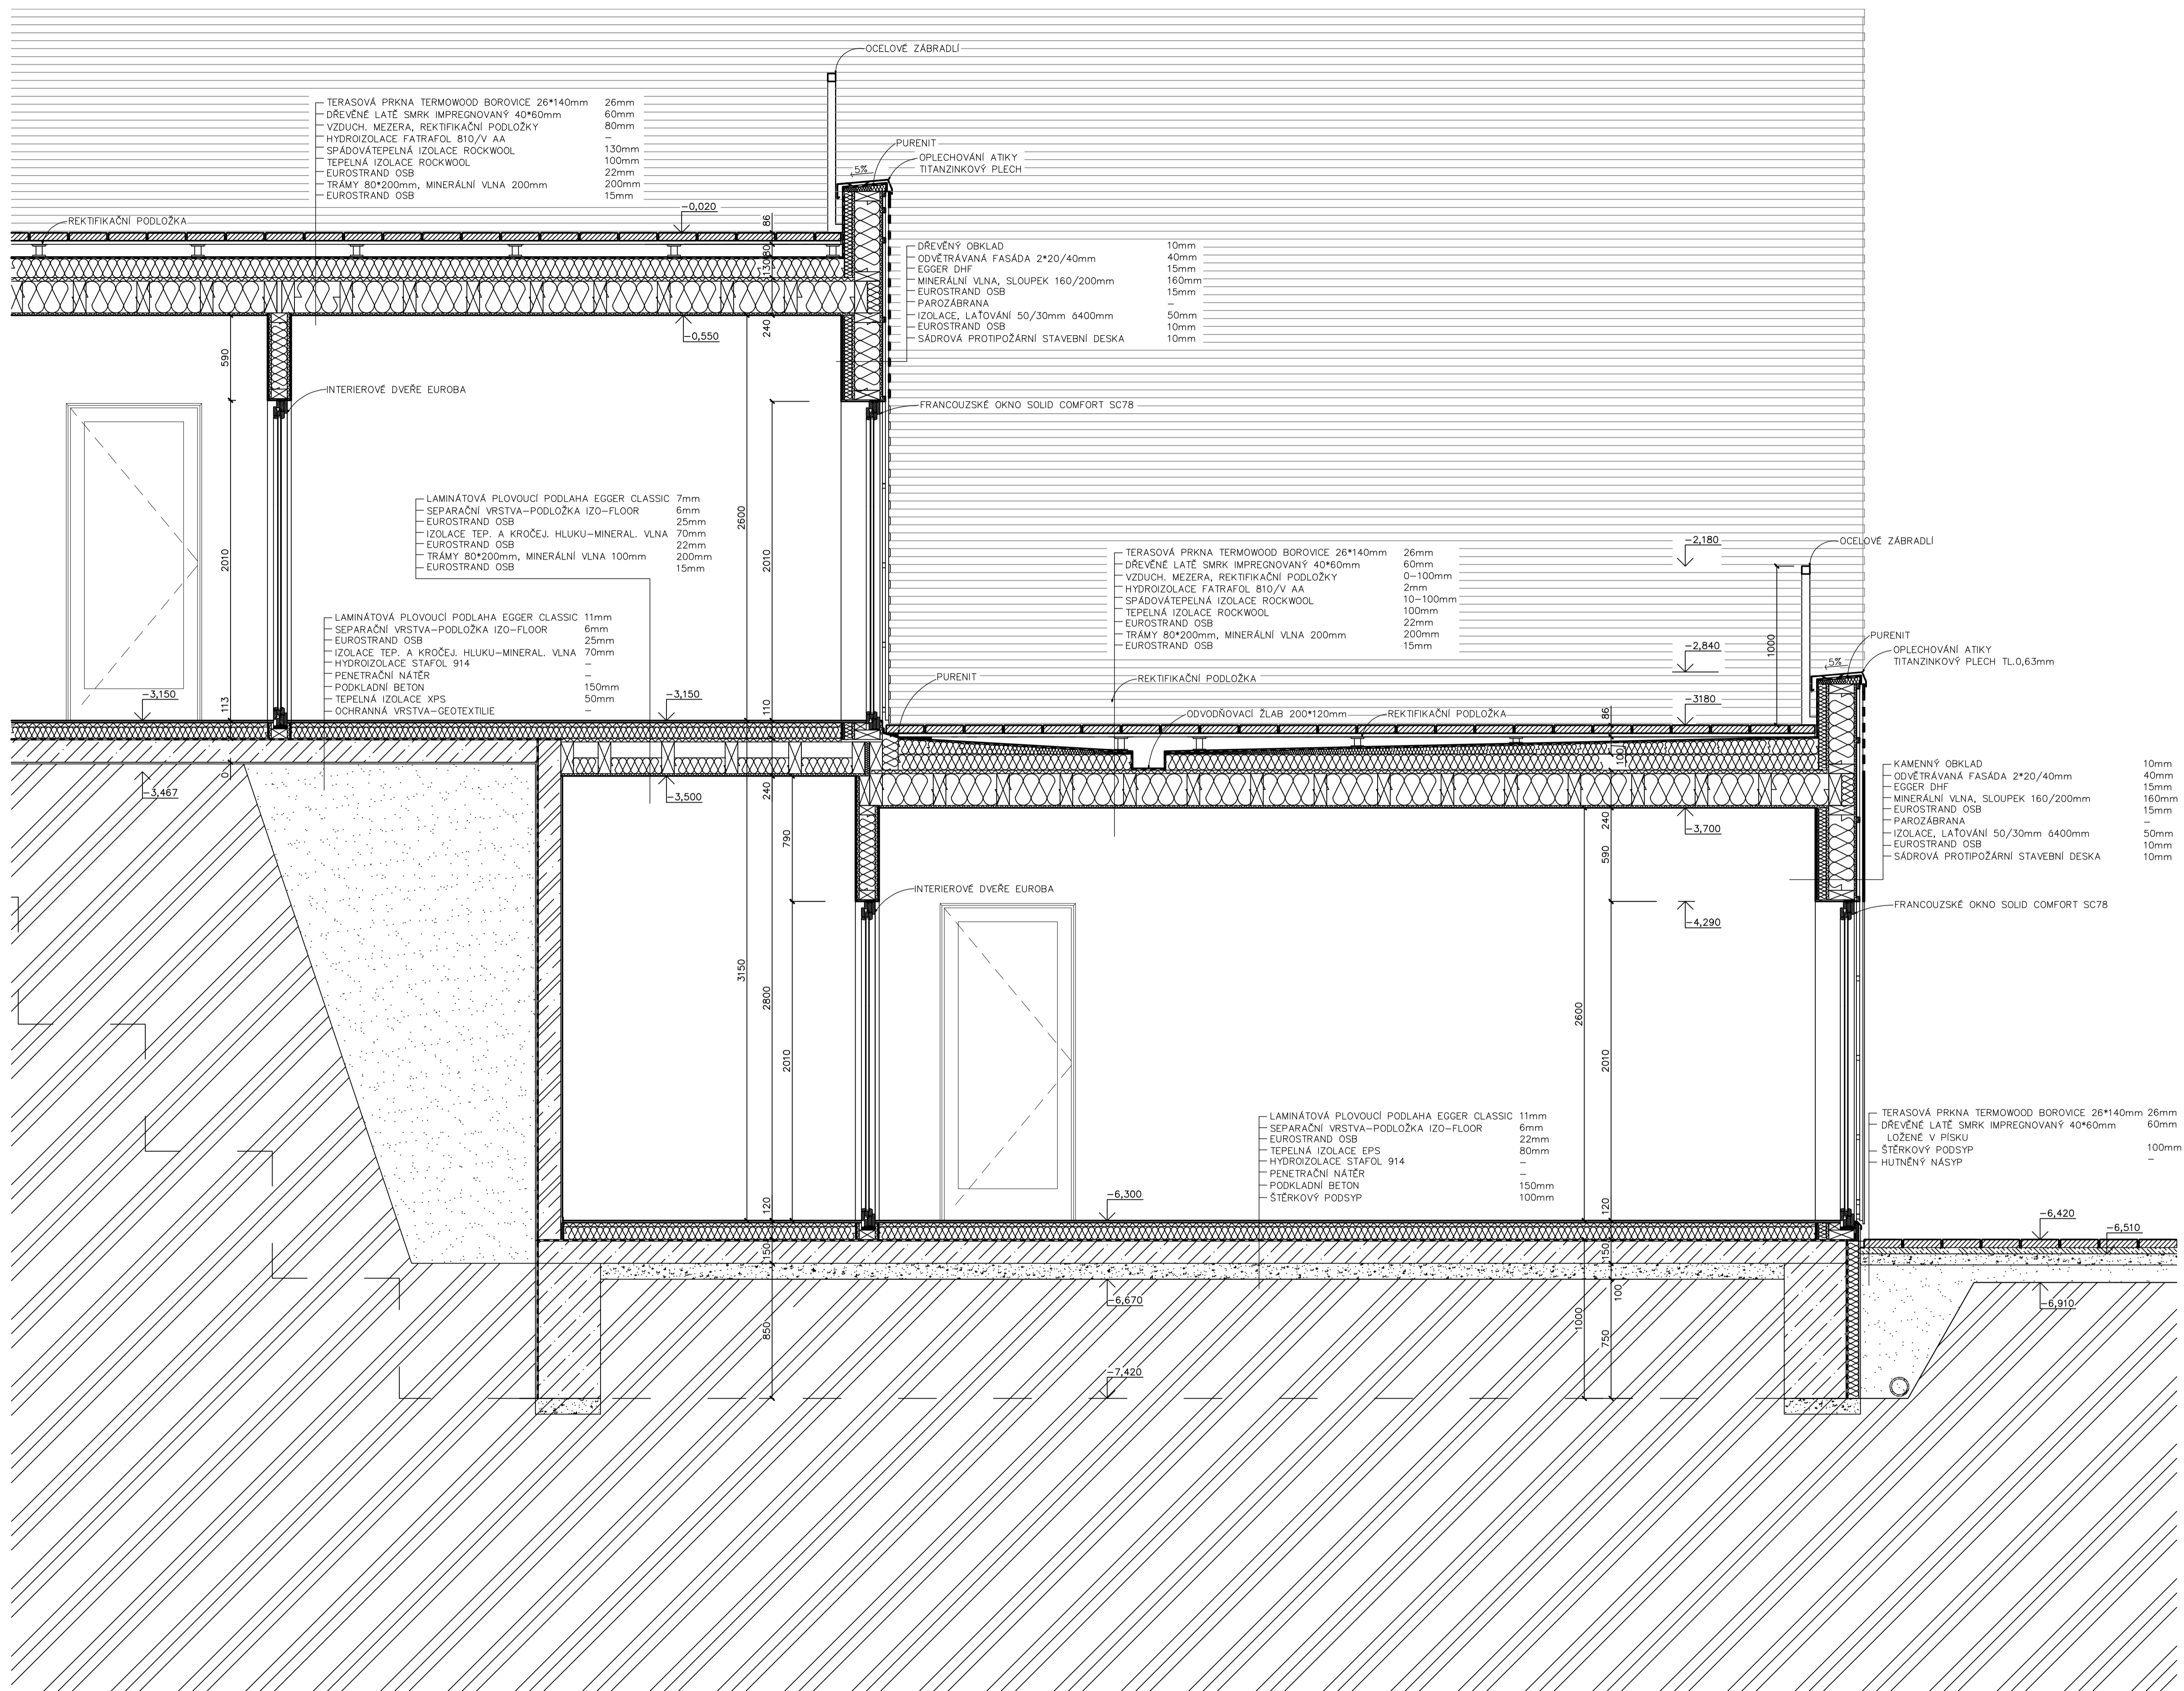 OCELOVÉ ZÁBRADLÍ
TERASOVÁ PRKNA TERMOWOOD BOROVICE 26*140mm 26mm
DŘEVĚNÉ LATĚ SMRK IMPREGNOVANÝ 40*60mm 60mm
VZDUCH. MEZERA, REKTIFIKAČNÍ PODLOŽKY 80mm
HYDROIZOLACE FATRAFOL 810/V AA –
SPÁDOVÁTEPELNÁ IZOLACE ROCKWOOL 130mm
TEPELNÁ IZOLACE ROCKWOOL 100mm
EUROSTRAND OSB 22mm
TRÁMY 80*200mm, MINERÁLNÍ VLNA 200mm 200mm
EUROSTRAND OSB 15mm
PURENIT
OPLECHOVÁNÍ ATIKY
TITANZINKOVÝ PLECH
5%
REKTIFIKAČNÍ PODLOŽKA
-0,020
86
80
130
DŘEVĚNÝ OBKLAD 10mm
ODVĚTRÁVANÁ FASÁDA 2*20/40mm 40mm
EGGER DHF 15mm
MINERÁLNÍ VLNA, SLOUPEK 160/200mm 160mm
EUROSTRAND OSB 15mm
PAROZÁBRANA –
IZOLACE, LAŤOVÁNÍ 50/30mm á400mm 50mm
EUROSTRAND OSB 10mm
SÁDROVÁ PROTIPOŽÁRNÍ STAVEBNÍ DESKA 10mm
-0,550
240
590
INTERIEROVÉ DVEŘE EUROBA
FRANCOUZSKÉ OKNO SOLID COMFORT SC78
LAMINÁTOVÁ PLOVOUCÍ PODLAHA EGGER CLASSIC 7mm
SEPARAČNÍ VRSTVA-PODLOŽKA IZO-FLOOR 6mm
EUROSTRAND OSB 25mm
IZOLACE TEP. A KROČEJ. HLUKU-MINERAL. VLNA 70mm
EUROSTRAND OSB 22mm
TRÁMY 80*200mm, MINERÁLNÍ VLNA 100mm 200mm
EUROSTRAND OSB 15mm
2010
2600
2010
LAMINÁTOVÁ PLOVOUCÍ PODLAHA EGGER CLASSIC 11mm
SEPARAČNÍ VRSTVA-PODLOŽKA IZO-FLOOR 6mm
EUROSTRAND OSB 25mm
IZOLACE TEP. A KROČEJ. HLUKU-MINERAL. VLNA 70mm
HYDROIZOLACE STAFOL 914 –
PENETRAČNÍ NÁTĚR –
PODKLADNÍ BETON 150mm
TEPELNÁ IZOLACE XPS 50mm
OCHRANNÁ VRSTVA-GEOTEXTILIE –
-3,150
113
-3,150
110
TERASOVÁ PRKNA TERMOWOOD BOROVICE 26*140mm 26mm
DŘEVĚNÉ LATĚ SMRK IMPREGNOVANÝ 40*60mm 60mm
VZDUCH. MEZERA, REKTIFIKAČNÍ PODLOŽKY 0-100mm
HYDROIZOLACE FATRAFOL 810/V AA 2mm
SPÁDOVÁTEPELNÁ IZOLACE ROCKWOOL 10-100mm
TEPELNÁ IZOLACE ROCKWOOL 100mm
EUROSTRAND OSB 22mm
TRÁMY 80*200mm, MINERÁLNÍ VLNA 200mm 200mm
EUROSTRAND OSB 15mm
-2,180
OCELOVÉ ZÁBRADLÍ
1000
-2,840
PURENIT
OPLECHOVÁNÍ ATIKY
TITANZINKOVÝ PLECH TL.0,63mm
5%
PURENIT
REKTIFIKAČNÍ PODLOŽKA
-3180
ODVODŇOVACÍ ŽLAB 200*120mm
REKTIFIKAČNÍ PODLOŽKA
86
100
0
-3,467
-3,500
240
790
-3,700
240
590
KAMENNÝ OBKLAD 10mm
ODVĚTRÁVANÁ FASÁDA 2*20/40mm 40mm
EGGER DHF 15mm
MINERÁLNÍ VLNA, SLOUPEK 160/200mm 160mm
EUROSTRAND OSB 15mm
PAROZÁBRANA –
IZOLACE, LAŤOVÁNÍ 50/30mm á400mm 50mm
EUROSTRAND OSB 10mm
SÁDROVÁ PROTIPOŽÁRNÍ STAVEBNÍ DESKA 10mm
INTERIEROVÉ DVEŘE EUROBA
-4,290
FRANCOUZSKÉ OKNO SOLID COMFORT SC78
3150
2800
2010
2600
2010
LAMINÁTOVÁ PLOVOUCÍ PODLAHA EGGER CLASSIC 11mm
SEPARAČNÍ VRSTVA-PODLOŽKA IZO-FLOOR 6mm
EUROSTRAND OSB 22mm
TEPELNÁ IZOLACE EPS 80mm
HYDROIZOLACE STAFOL 914 –
PENETRAČNÍ NÁTĚR –
PODKLADNÍ BETON 150mm
ŠTĚRKOVÝ PODSYP 100mm
TERASOVÁ PRKNA TERMOWOOD BOROVICE 26*140mm 26mm
DŘEVĚNÉ LATĚ SMRK IMPREGNOVANÝ 40*60mm 60mm
LOŽENÉ V PÍSKU
ŠTĚRKOVÝ PODSYP 100mm
HUTNĚNÝ NÁSYP –
-6,300
120
120
-6,420
-6,510
150
150
100
-6,670
-6,910
850
1000
750
-7,420